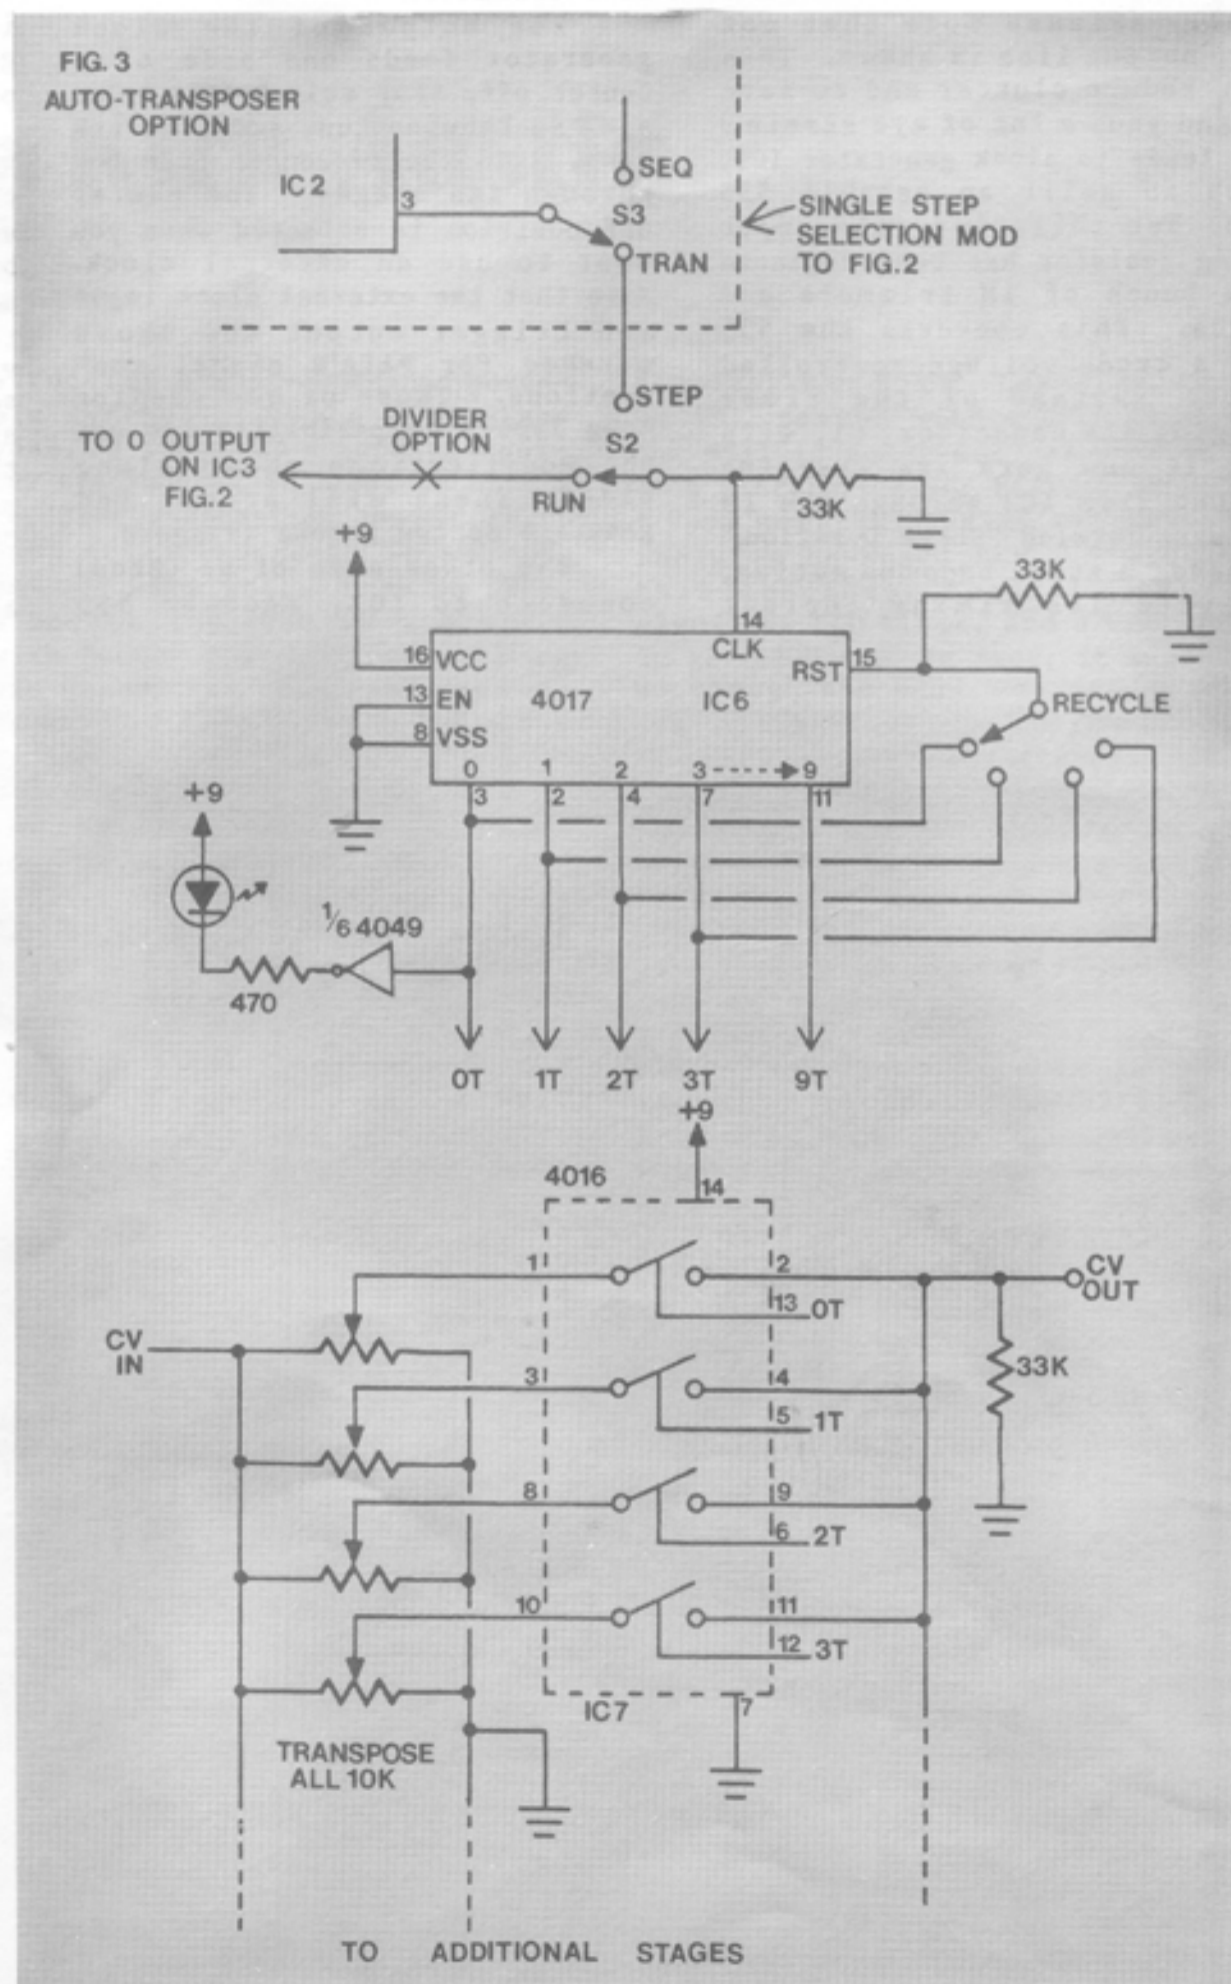 FIG. 3
AUTO-TRANSPOSER
OPTION
IC 2
3
SEQ
S3
TRAN
SINGLE STEP
SELECTION MOD
TO FIG.2
STEP
DIVIDER
OPTION
S2
TO 0 OUTPUT
ON IC3
FIG.2
RUN
33K
+9
33K
14
CLK
16 VCC
RST 15
13 EN
4017
IC6
RECYCLE
8 VSS
0 1 2 3 9
3 2 4 7 11
+9
1/6 4049
470
0T 1T 2T 3T 9T
+9
4016
14
1
2
CV
OUT
13 0T
CV
IN
3
4
33K
5 1T
8
9
6 2T
10
11
12 3T
IC7
7
TRANSPOSE
ALL 10K
TO ADDITIONAL STAGES